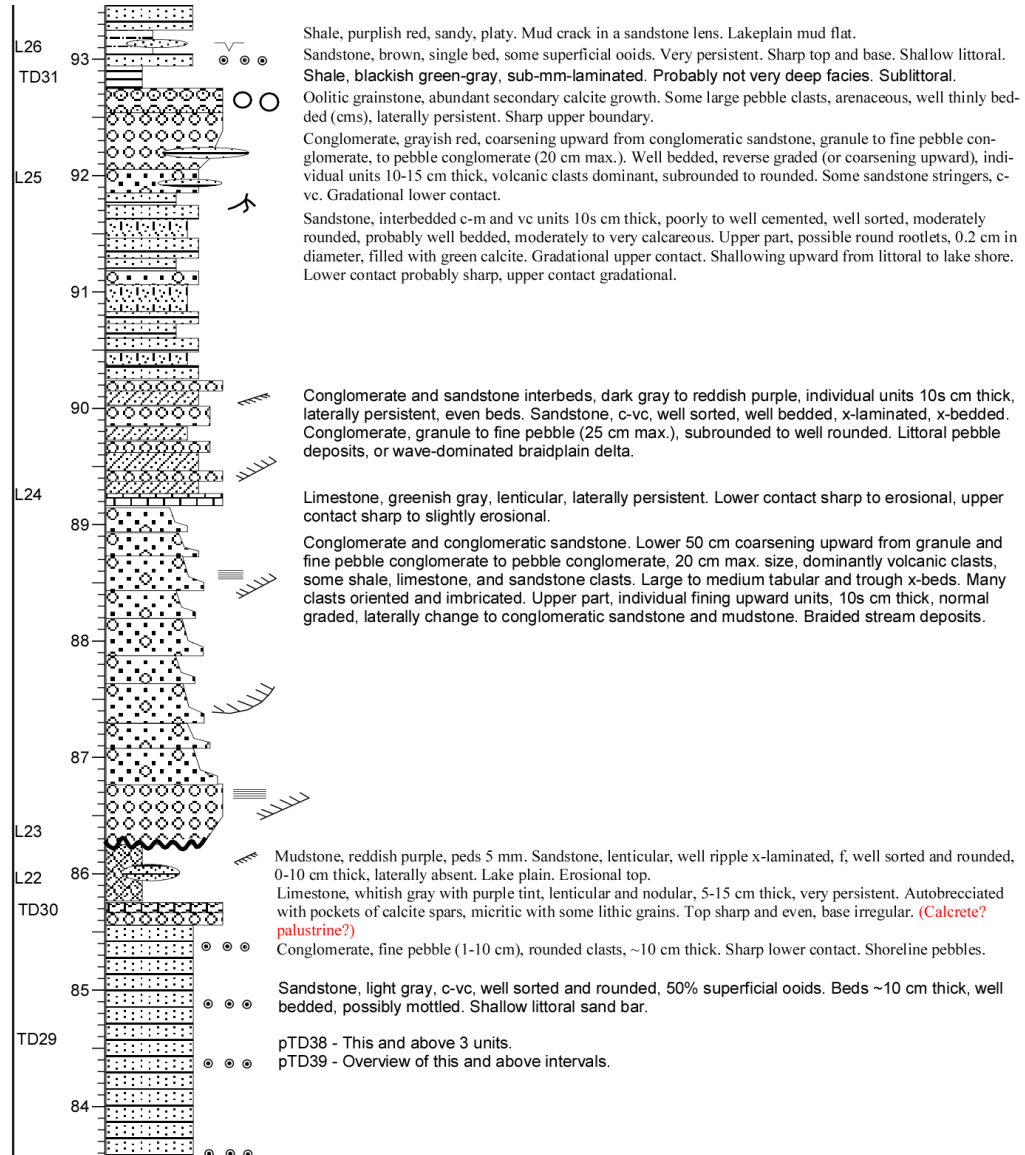 L26
93
TD31
Shale, purplish red, sandy, platy. Mud crack in a sandstone lens. Lakeplain mud flat.
Sandstone, brown, single bed, some superficial ooids. Very persistent. Sharp top and base. Shallow littoral.
Shale, blackish green-gray, sub-mm-laminated. Probably not very deep facies. Sublittoral.
Oolitic grainstone, abundant secondary calcite growth. Some large pebble clasts, arenaceous, well thinly bed-
ded (cms), laterally persistent. Sharp upper boundary.
Conglomerate, grayish red, coarsening upward from conglomeratic sandstone, granule to fine pebble con-
glomerate, to pebble conglomerate (20 cm max.). Well bedded, reverse graded (or coarsening upward), indi-
vidual units 10-15 cm thick, volcanic clasts dominant, subrounded to rounded. Some sandstone stringers, c-
vc. Gradational lower contact.
92
L25
Sandstone, interbedded c-m and vc units 10s cm thick, poorly to well cemented, well sorted, moderately
rounded, probably well bedded, moderately to very calcareous. Upper part, possible round rootlets, 0.2 cm in
diameter, filled with green calcite. Gradational upper contact. Shallowing upward from littoral to lake shore.
Lower contact probably sharp, upper contact gradational.
91
90
Conglomerate and sandstone interbeds, dark gray to reddish purple, individual units 10s cm thick,
laterally persistent, even beds. Sandstone, c-vc, well sorted, well bedded, x-laminated, x-bedded.
Conglomerate, granule to fine pebble (25 cm max.), subrounded to well rounded. Littoral pebble
deposits, or wave-dominated braidplain delta.
L24
89
Limestone, greenish gray, lenticular, laterally persistent. Lower contact sharp to erosional, upper
contact sharp to slightly erosional.
Conglomerate and conglomeratic sandstone. Lower 50 cm coarsening upward from granule and
fine pebble conglomerate to pebble conglomerate, 20 cm max. size, dominantly volcanic clasts,
some shale, limestone, and sandstone clasts. Large to medium tabular and trough x-beds. Many
clasts oriented and imbricated. Upper part, individual fining upward units, 10s cm thick, normal
graded, laterally change to conglomeratic sandstone and mudstone. Braided stream deposits.
88
87
L23
86
L22
TD30
Mudstone, reddish purple, peds 5 mm. Sandstone, lenticular, well ripple x-laminated, f, well sorted and rounded,
0-10 cm thick, laterally absent. Lake plain. Erosional top.
Limestone, whitish gray with purple tint, lenticular and nodular, 5-15 cm thick, very persistent. Autobrecciated
with pockets of calcite spars, micritic with some lithic grains. Top sharp and even, base irregular. (Calcrete?
palustrine?)
Conglomerate, fine pebble (1-10 cm), rounded clasts, ~10 cm thick. Sharp lower contact. Shoreline pebbles.
85
Sandstone, light gray, c-vc, well sorted and rounded, 50% superficial ooids. Beds ~10 cm thick, well
bedded, possibly mottled. Shallow littoral sand bar.
TD29
pTD38 - This and above 3 units.
pTD39 - Overview of this and above intervals.
84